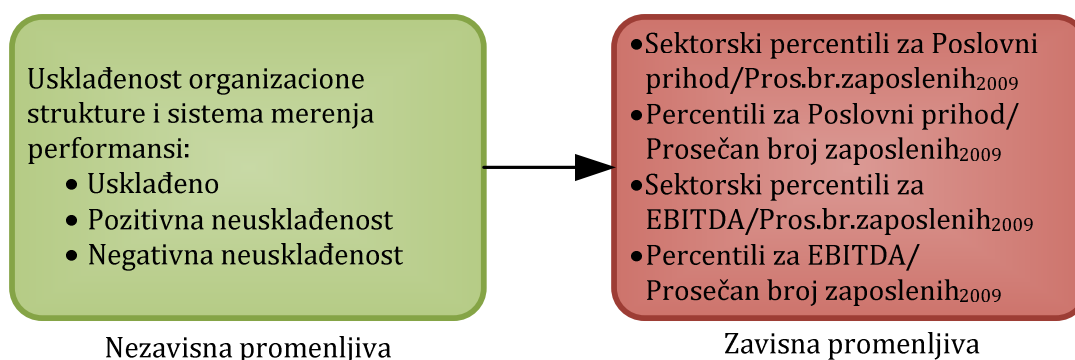 Usklađenost organizacione
strukture i sistema merenja
performansi:
• Usklađeno
• Pozitivna neusklađenost
• Negativna neusklađenost
Nezavisna promenljiva
•Sektorski percentili za Poslovni
prihod/Pros.br.zaposlenih2009
•Percentili za Poslovni prihod/
Prosečan broj zaposlenih2009
•Sektorski percentili za
EBITDA/Pros.br.zaposlenih2009
•Percentili za EBITDA/
Prosečan broj zaposlenih2009
Zavisna promenljiva